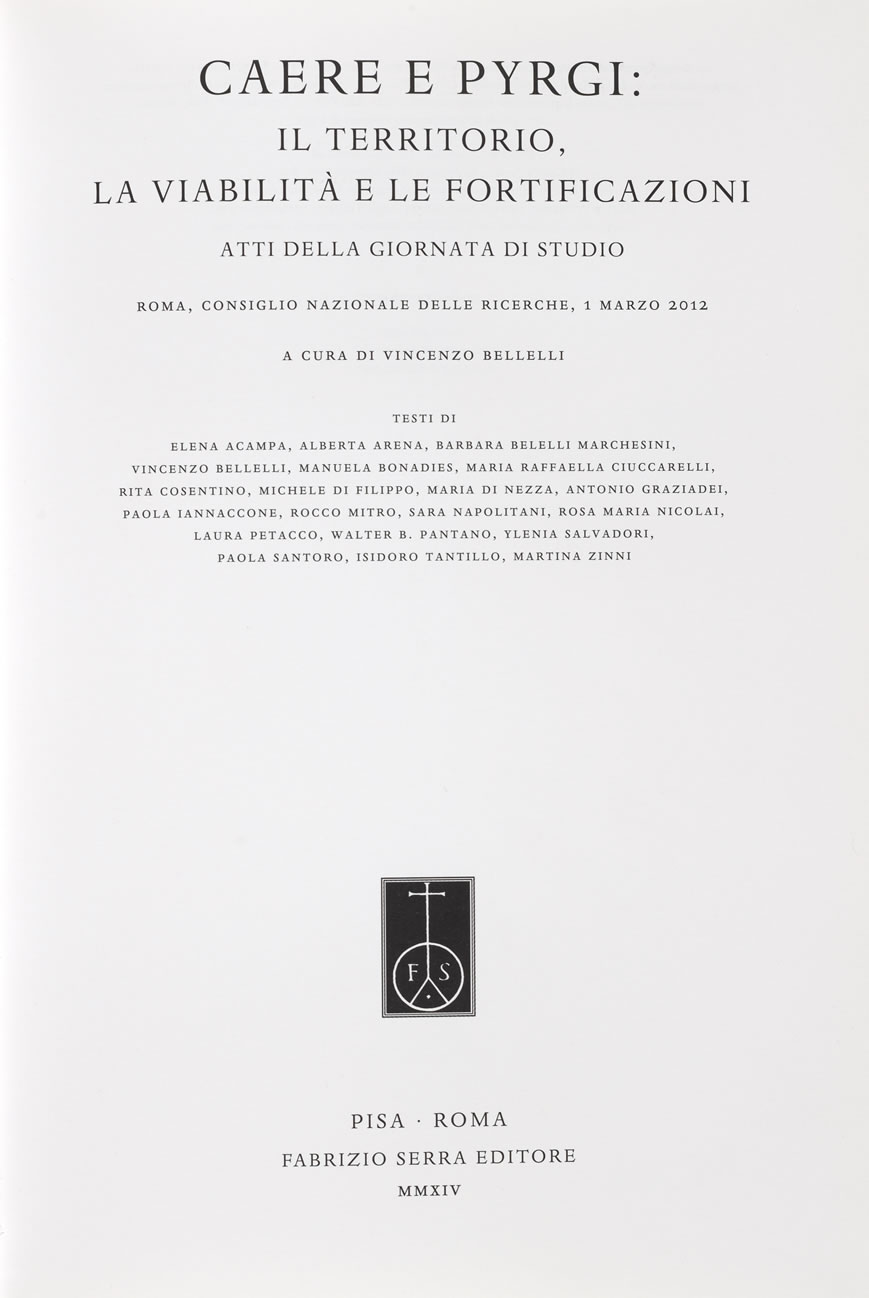 CAERE E PYRGI:
IL TERRITORIO,
LA VIABILITÀ E LE FORTIFICAZIONI
ATTI DELLA GIORNATA DI STUDIO
ROMA, CONSIGLIO NAZIONALE DELLE RICERCHE, 1 MARZO 2012
A CURA DI VINCENZO BELLELLI
TESTI DI
ELENA ACAMPA, ALBERTA ARENA, BARBARA BELELLI MARCHESINI,
VINCENZO BELLELLI, MANUELA BONADIES, MARIA RAFFAELLA CIUCCARELLI,
RITA COSENTINO, MICHELE DI FILIPPO, MARIA DI NEZZA, ANTONIO GRAZIADEI,
PAOLA IANNACCONE, ROCCO MITRO, SARA NAPOLITANI, ROSA MARIA NICOLAI,
LAURA PETACCO, WALTER B. PANTANO, YLENIA SALVADORI,
PAOLA SANTORO, ISIDORO TANTILLO, MARTINA ZINNI
F S
PISA · ROMA
FABRIZIO SERRA EDITORE
MMXIV